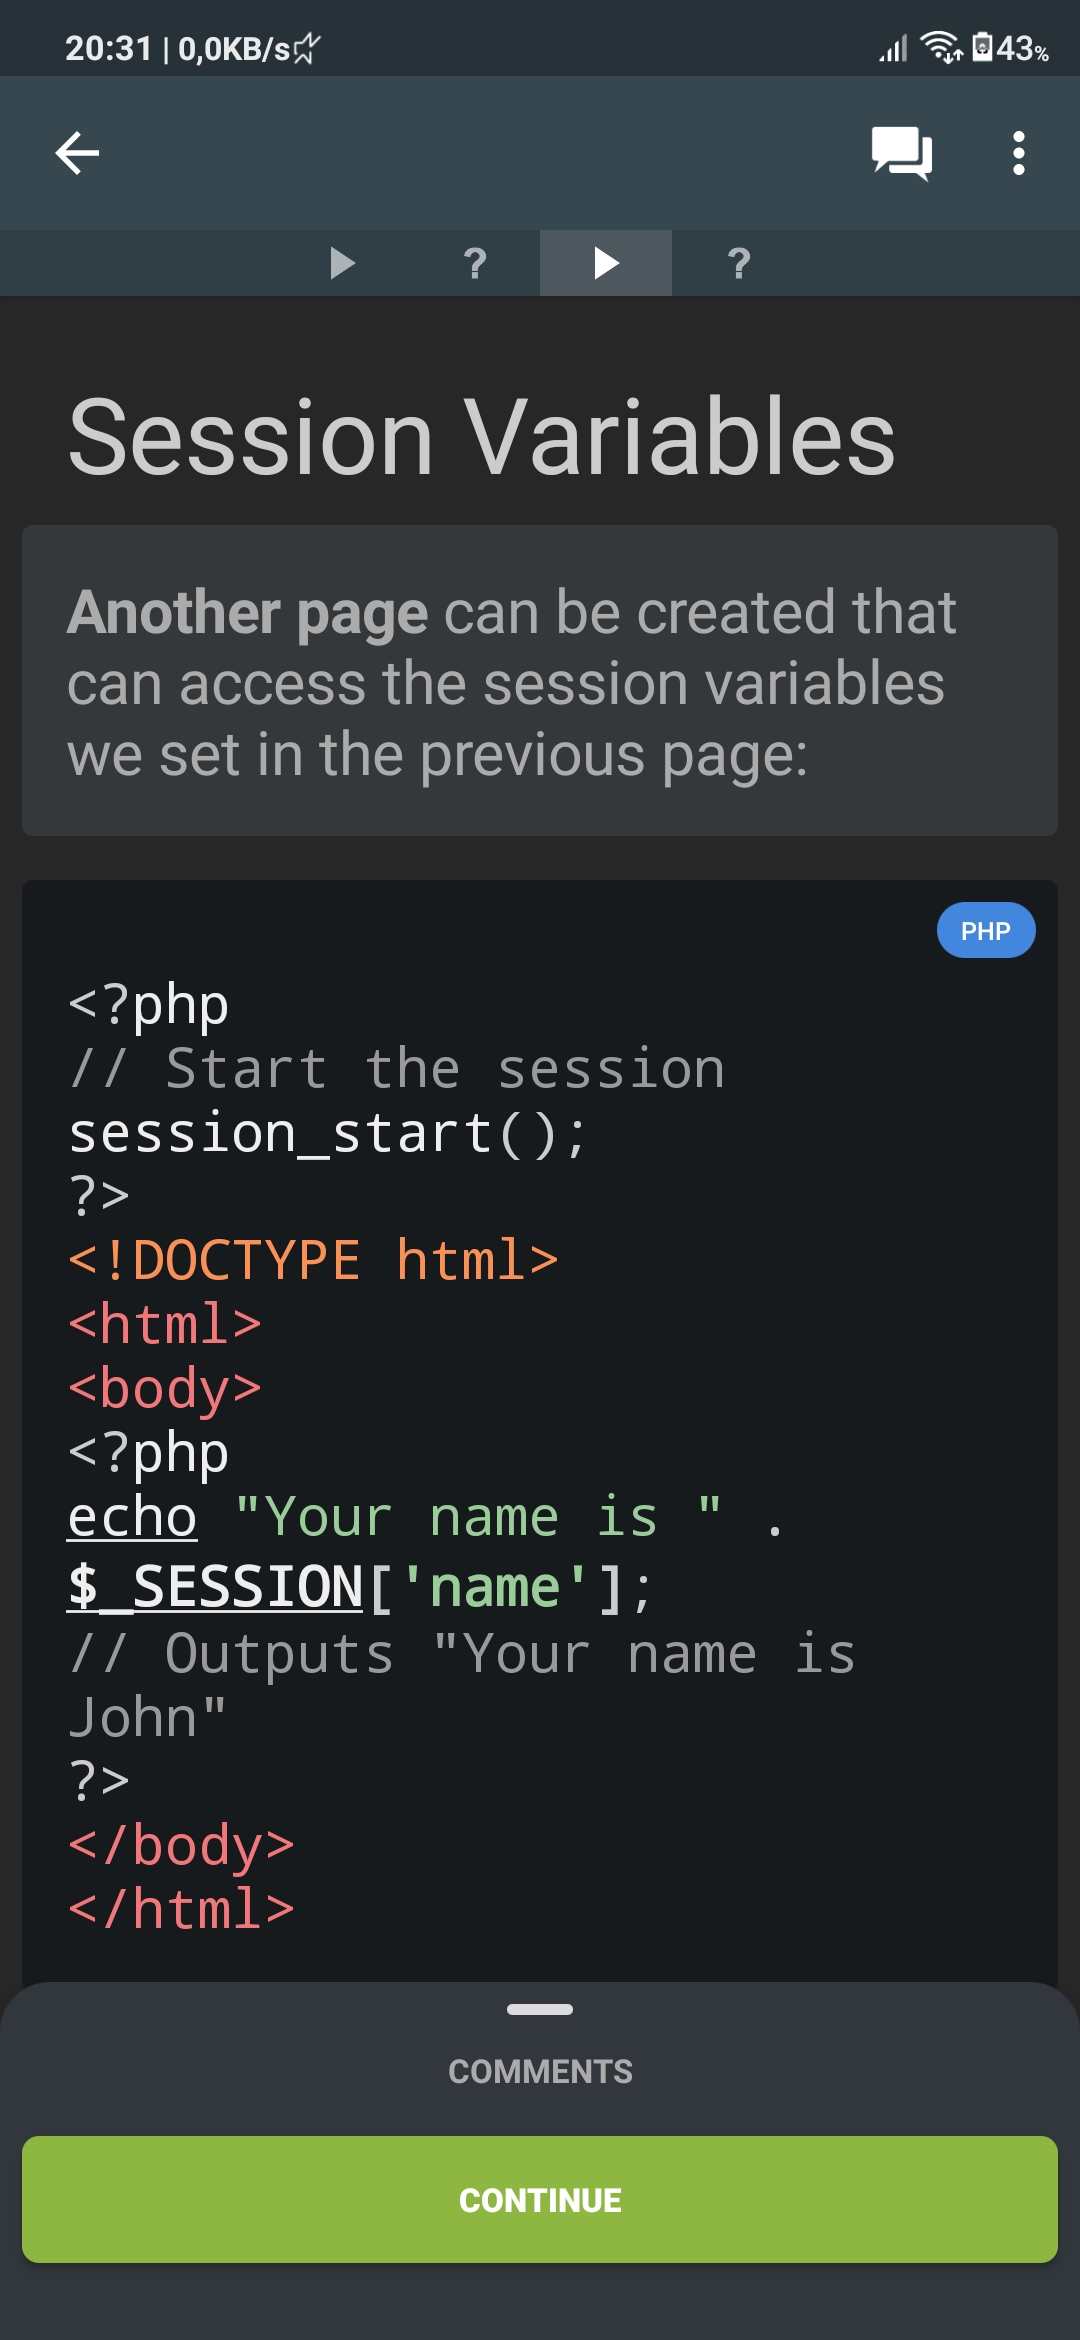 20:31 | 0,0KB/s
43%
?
?
Session Variables
Another page can be created that
can access the session variables
we set in the previous page:
PHP
<?php
// Start the session
session_start();
?>
<!DOCTYPE html>
<html>
<body>
<?php
echo "Your name is " .
$_SESSION['name'];
// Outputs "Your name is
John"
?>
</body>
</html>
COMMENTS
CONTINUE